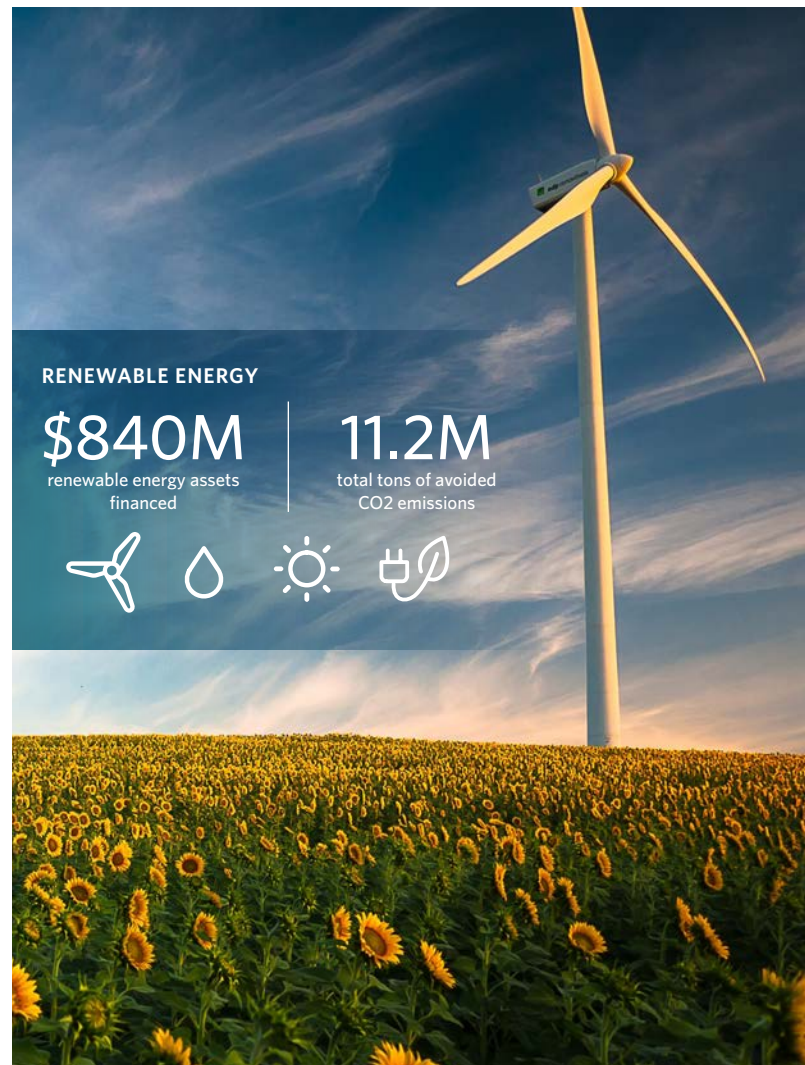 RENEWABLE ENERGY
$840M
renewable energy assets
financed
11.2M
total tons of avoided
CO2 emissions